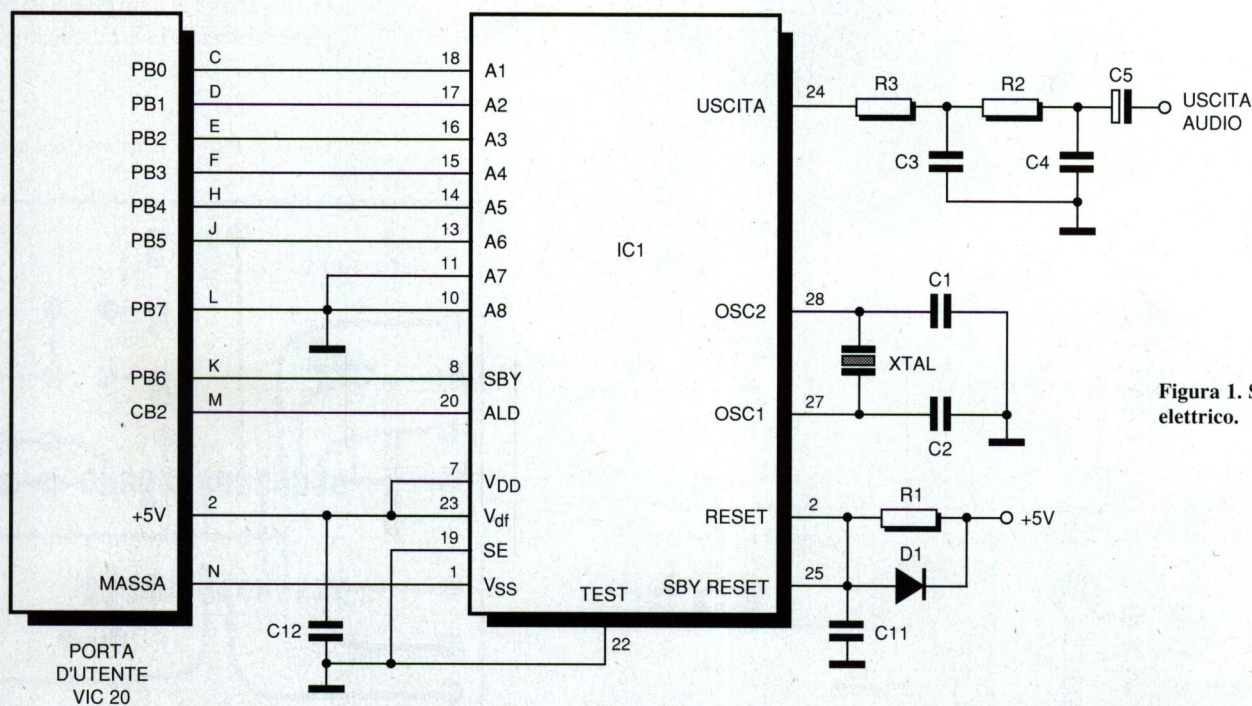 PB0 C 18 A1
PB1 D 17 A2
PB2 E 16 A3
PB3 F 15 A4
PB4 H 14 A5
PB5 J 13 A6
11 A7
PB7 L 10 A8
PB6 K 8 SBY
CB2 M 20 ALD
7 VDD
+5V 2 23 Vdf
19 SE
MASSA N 1 VSS
C12
PORTA
D'UTENTE
VIC 20
IC1
TEST
22
USCITA 24 R3 R2 C5
C3 C4
USCITA
AUDIO
OSC2 28 C1
XTAL
OSC1 27 C2
RESET 2 R1 +5V
D1
SBY RESET 25
C11
Figura 1. S
elettrico.